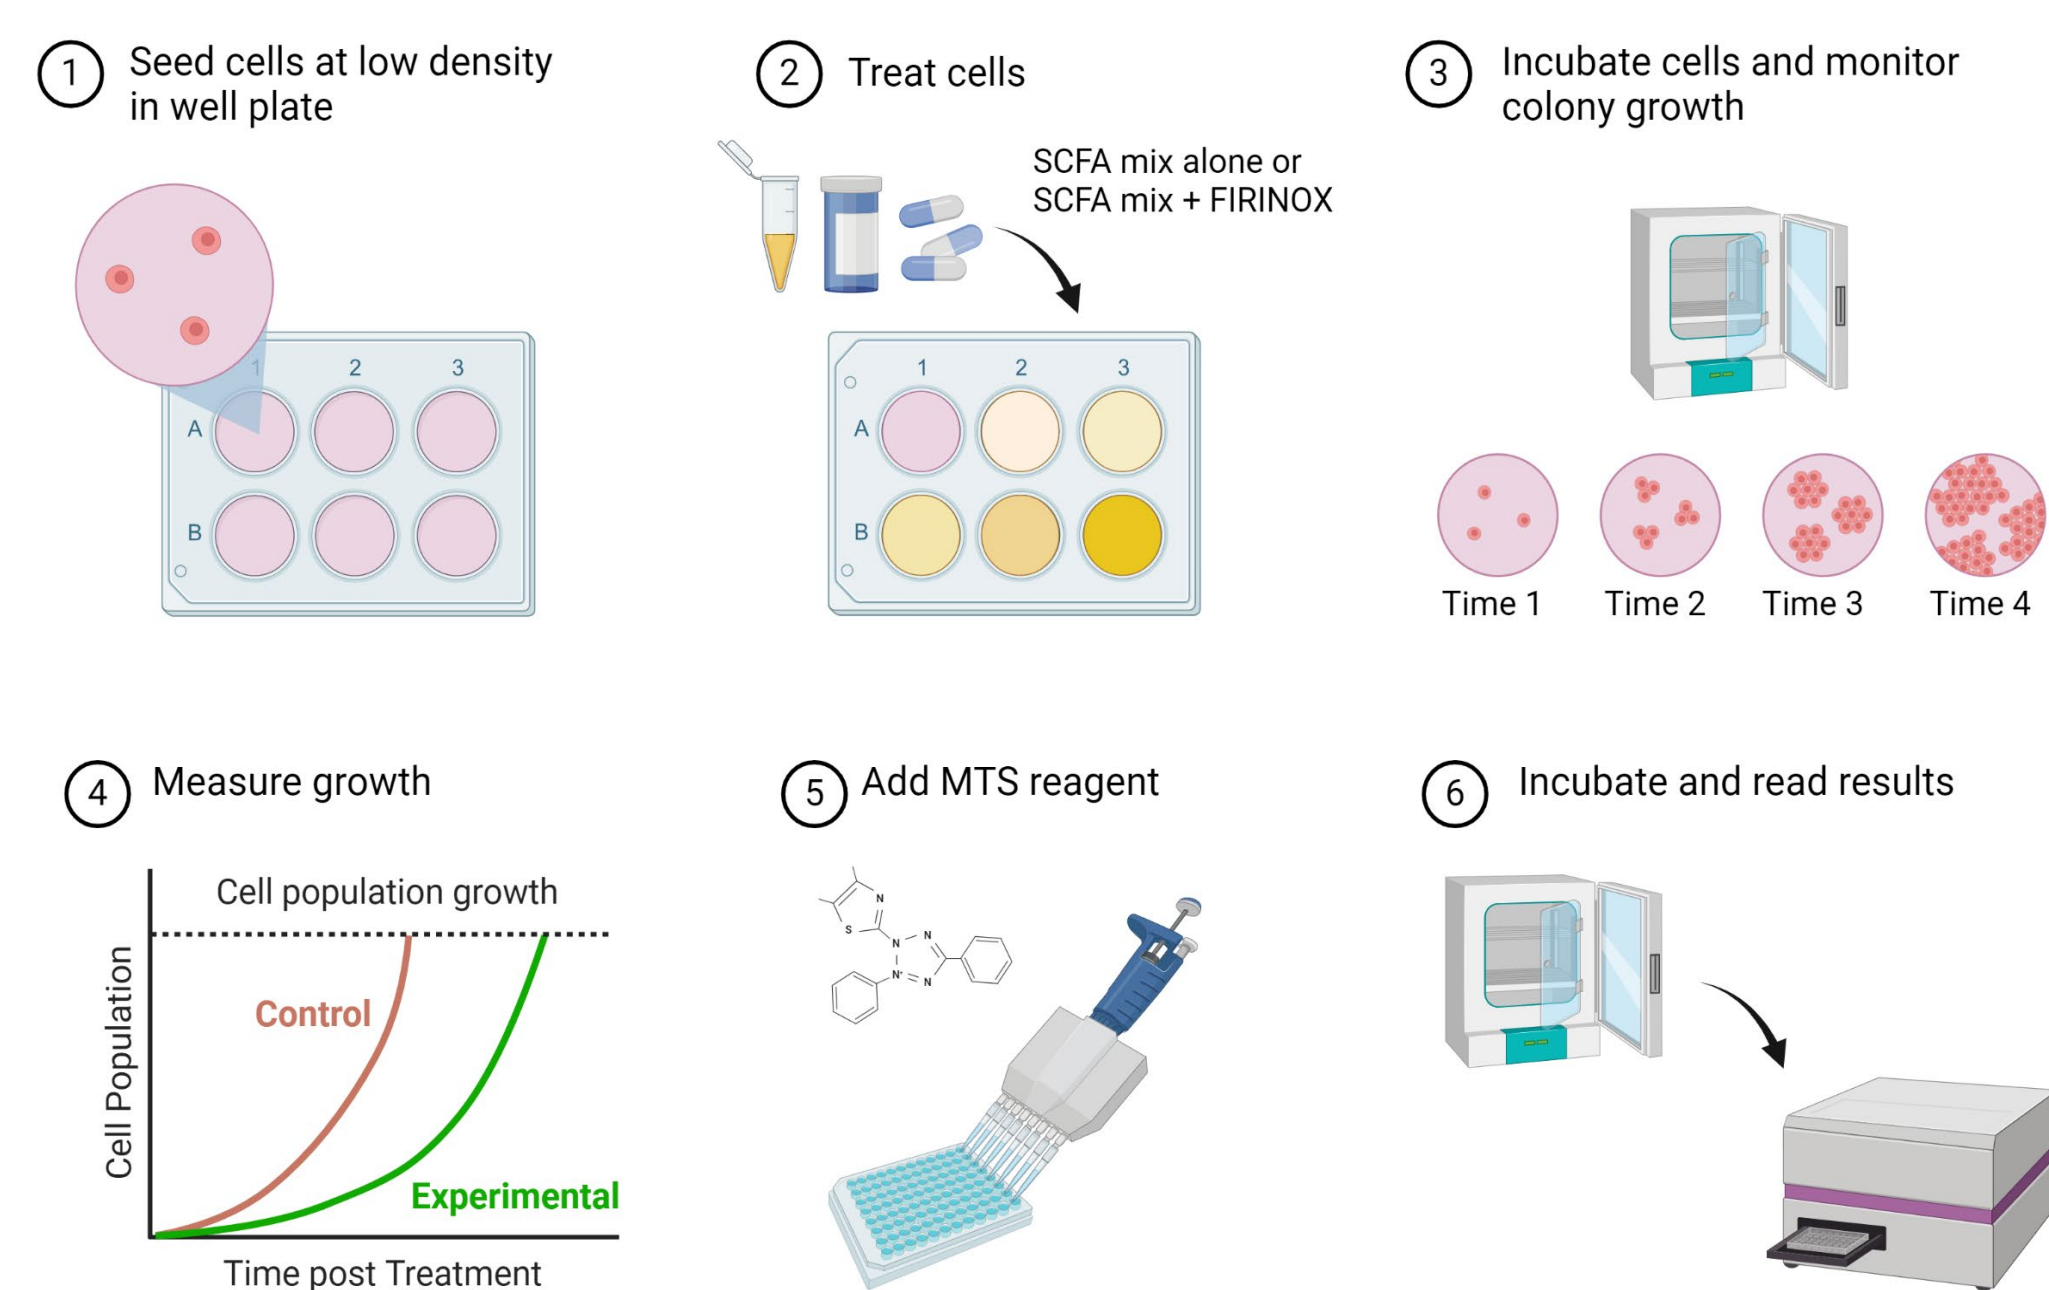 1
Seed cells at low density
in well plate
1 2 3
A
B
2
Treat cells
SCFA mix alone or
SCFA mix + FIRINOX
1 2 3
A
B
3
Incubate cells and monitor
colony growth
Time 1 Time 2 Time 3 Time 4
4
Measure growth
Cell population growth
Control
Experimental
Cell Population
Time post Treatment
5
Add MTS reagent
N
S
N
N
N+
N
6
Incubate and read results